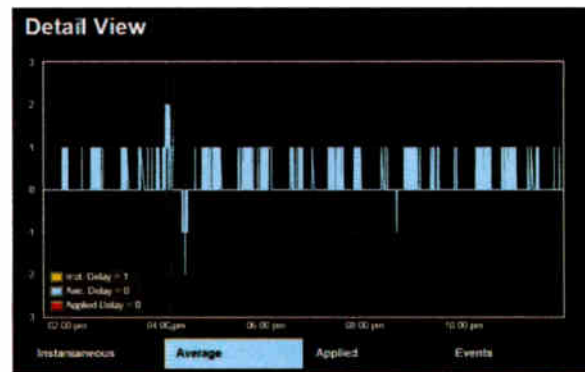 Detail View
3
2
1
0
-1
-2
-3
Inst. Delay = 1
Ave. Delay = 0
Applied Delay = 0
02:00 pm 04:00 pm 06:00 pm 08:00 pm 10:00 pm
Instantaneous Average Applied Events